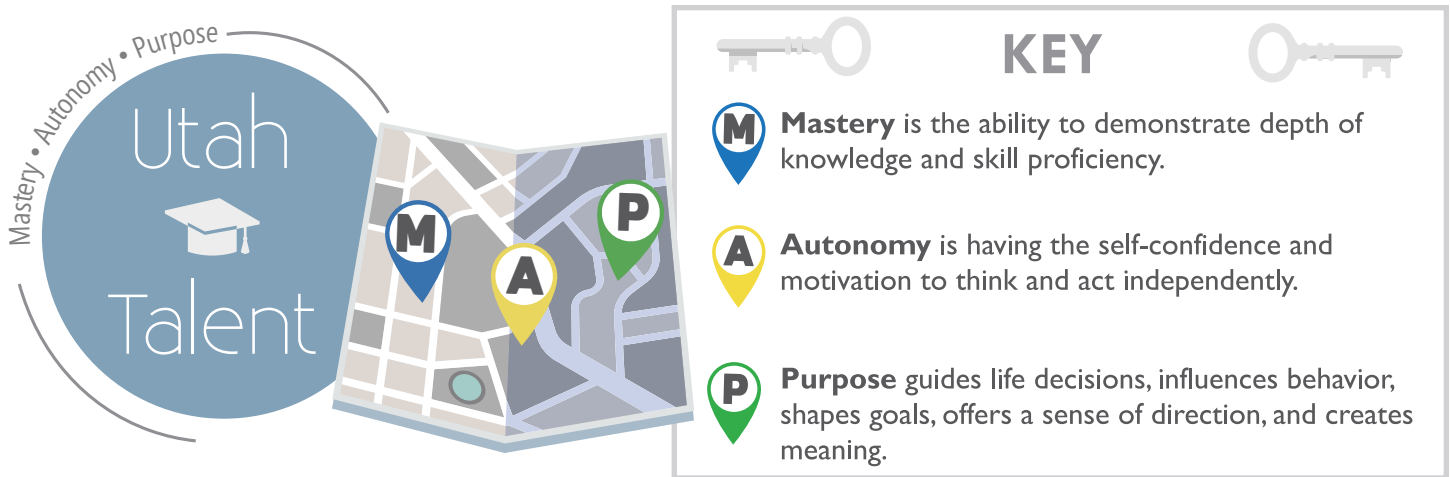 Mastery • Autonomy • Purpose
Utah
Talent
M
A
P
KEY
M
Mastery is the ability to demonstrate depth of
knowledge and skill proficiency.
A
Autonomy is having the self-confidence and
motivation to think and act independently.
P
Purpose guides life decisions, influences behavior,
shapes goals, offers a sense of direction, and creates
meaning.